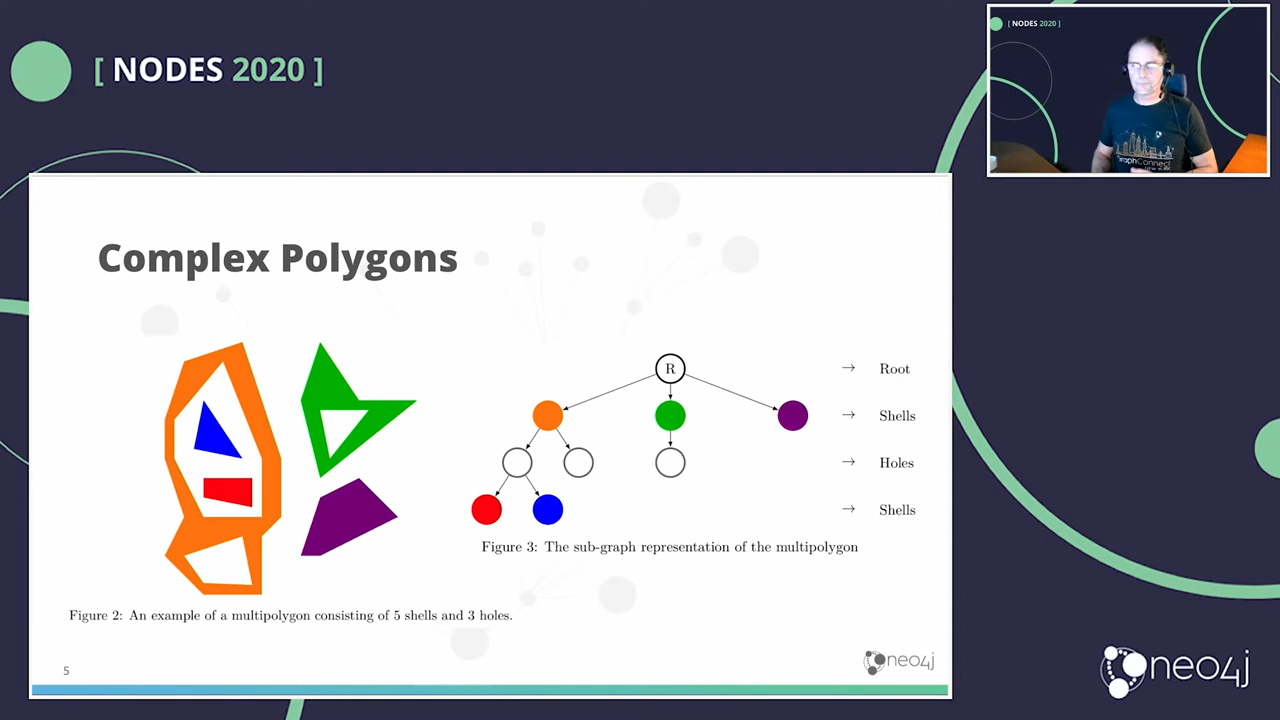 [ NODES 2020 ]
[ NODES 2020 ]
GraphConnect
Complex Polygons
R
→ Root
→ Shells
→ Holes
→ Shells
Figure 3: The sub-graph representation of the multipolygon
Figure 2: An example of a multipolygon consisting of 5 shells and 3 holes.
5
neo4j
neo4j